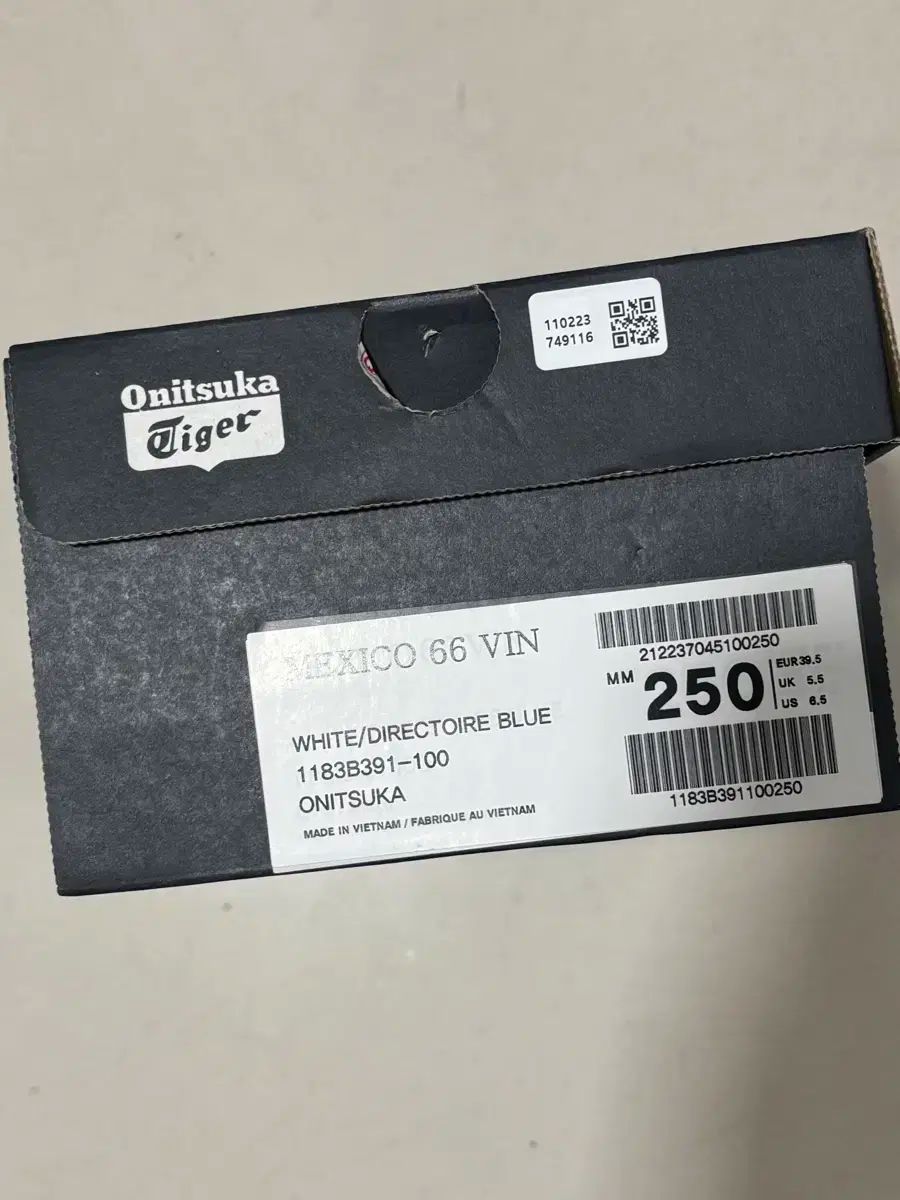 110223
749116
Onitsuka
Tiger
MEXICO 66 VIN
212237045100250
MM 250
EUR 39.5
UK 5.5
US 6.5
WHITE/DIRECTOIRE BLUE
1183B391-100
ONITSUKA
MADE IN VIETNAM / FABRIQUE AU VIETNAM
1183B391100250